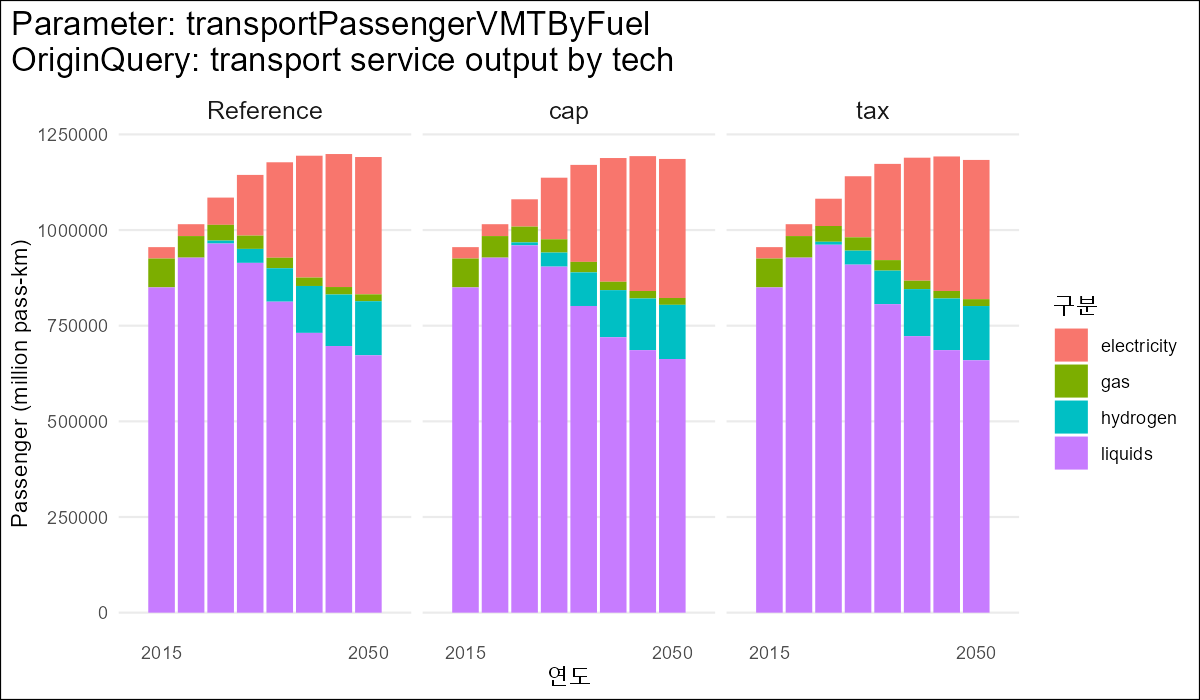 Parameter: transportPassengerVMTByFuel
OriginQuery: transport service output by tech
Reference
cap
tax
Passenger (million pass-km)
1250000
1000000
750000
500000
250000
0
2015
2050
2015
2050
2015
2050
연도
구분
electricity
gas
hydrogen
liquids